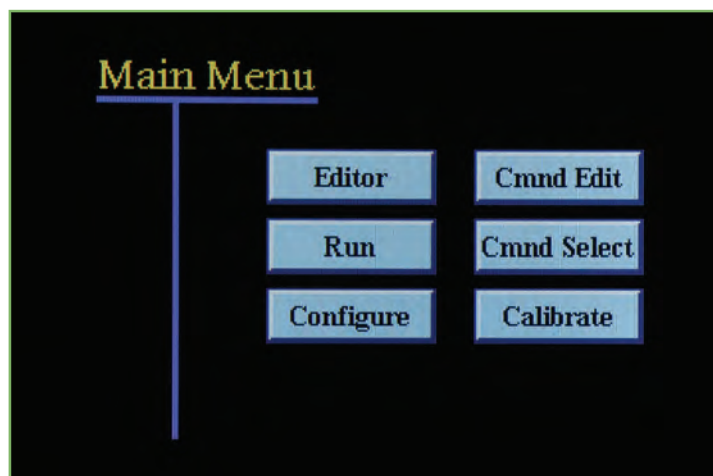 Main Menu
Editor
Cmnd Edit
Run
Cmnd Select
Configure
Calibrate